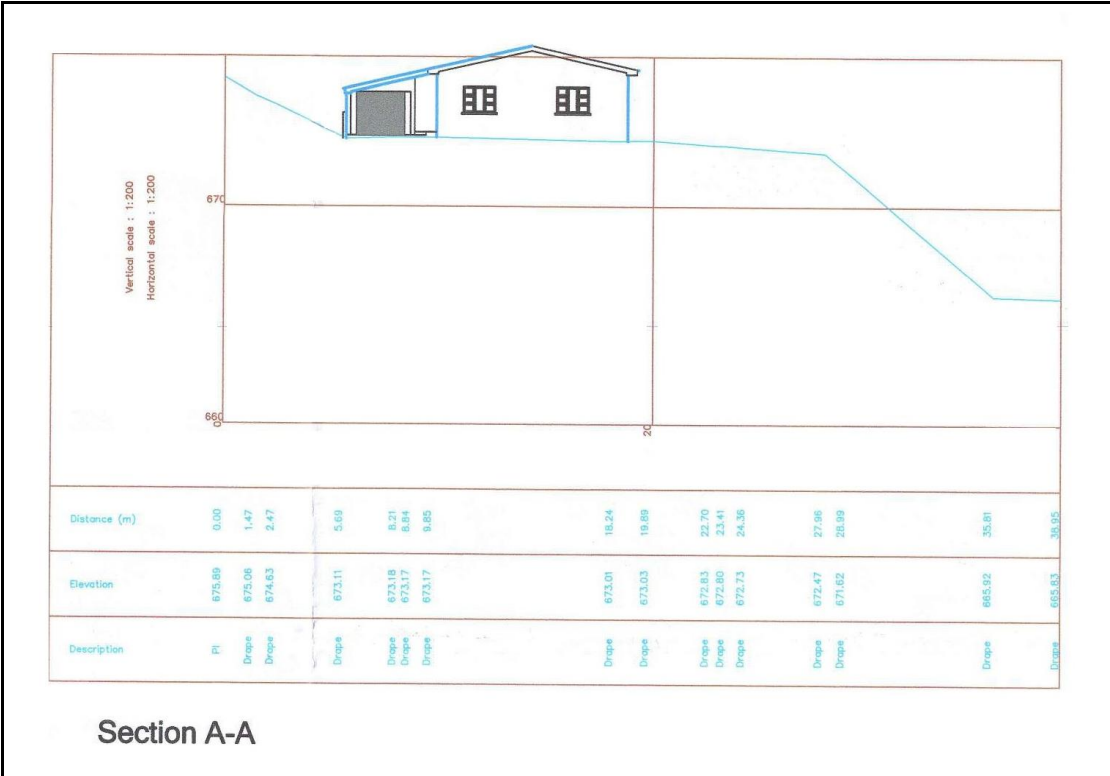 Vertical scale : 1:200
Horizontal scale : 1:200
670
660
0
20
Distance (m) 0.00 1.47 2.47 5.69 8.21 8.84 9.85 18.24 19.89 22.70 23.41 24.36 27.96 28.99 35.81 38.95
Elevation 675.89 675.06 674.63 673.11 673.18 673.17 673.17 673.01 673.03 672.83 672.80 672.73 672.47 671.62 665.92 665.83
Description PI Drape Drape Drape Drape Drape Drape Drape Drape Drape Drape Drape Drape Drape Drape Drape
Section A-A